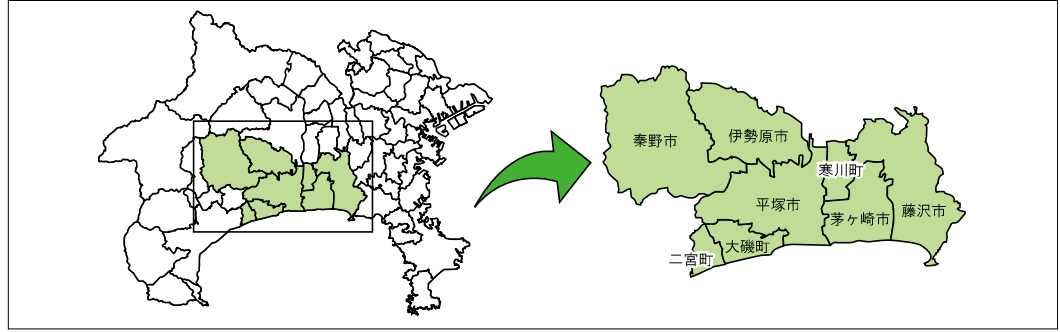 秦野市
伊勢原市
寒川町
平塚市
茅ヶ崎市
藤沢市
大磯町
二宮町